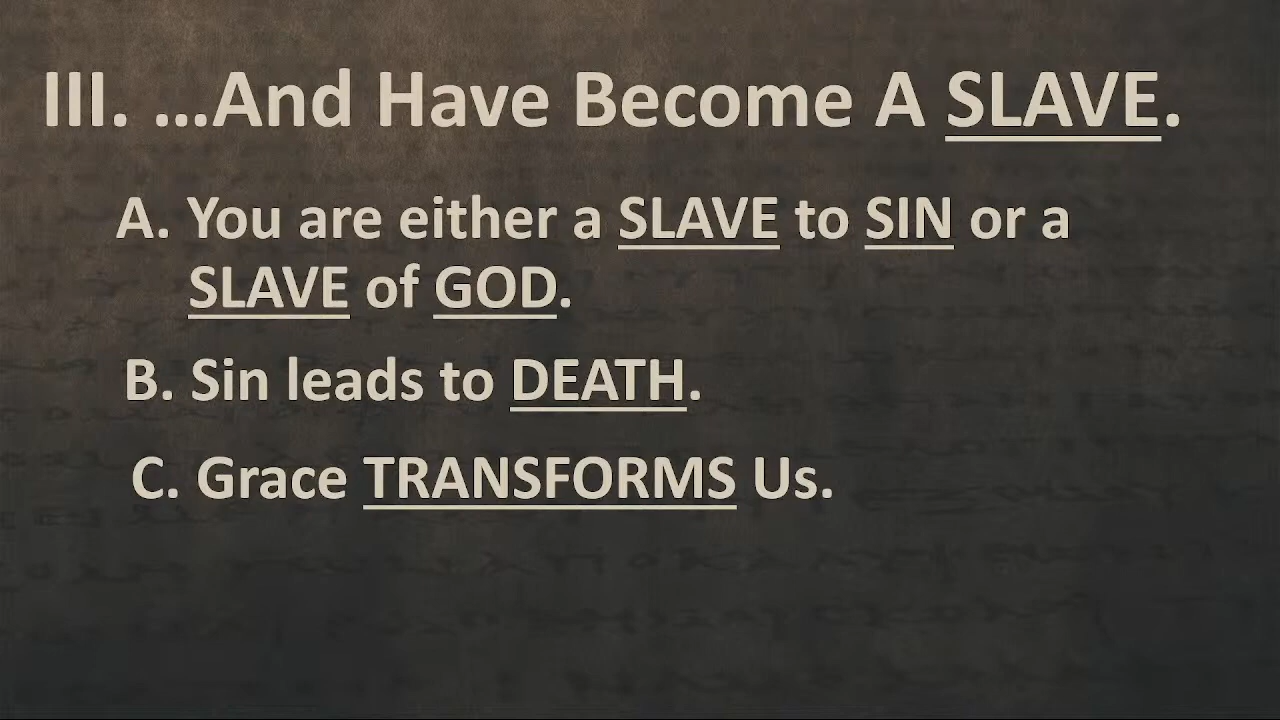 III. ...And Have Become A SLAVE.
A. You are either a SLAVE to SIN or a
SLAVE of GOD.
B. Sin leads to DEATH.
C. Grace TRANSFORMS Us.